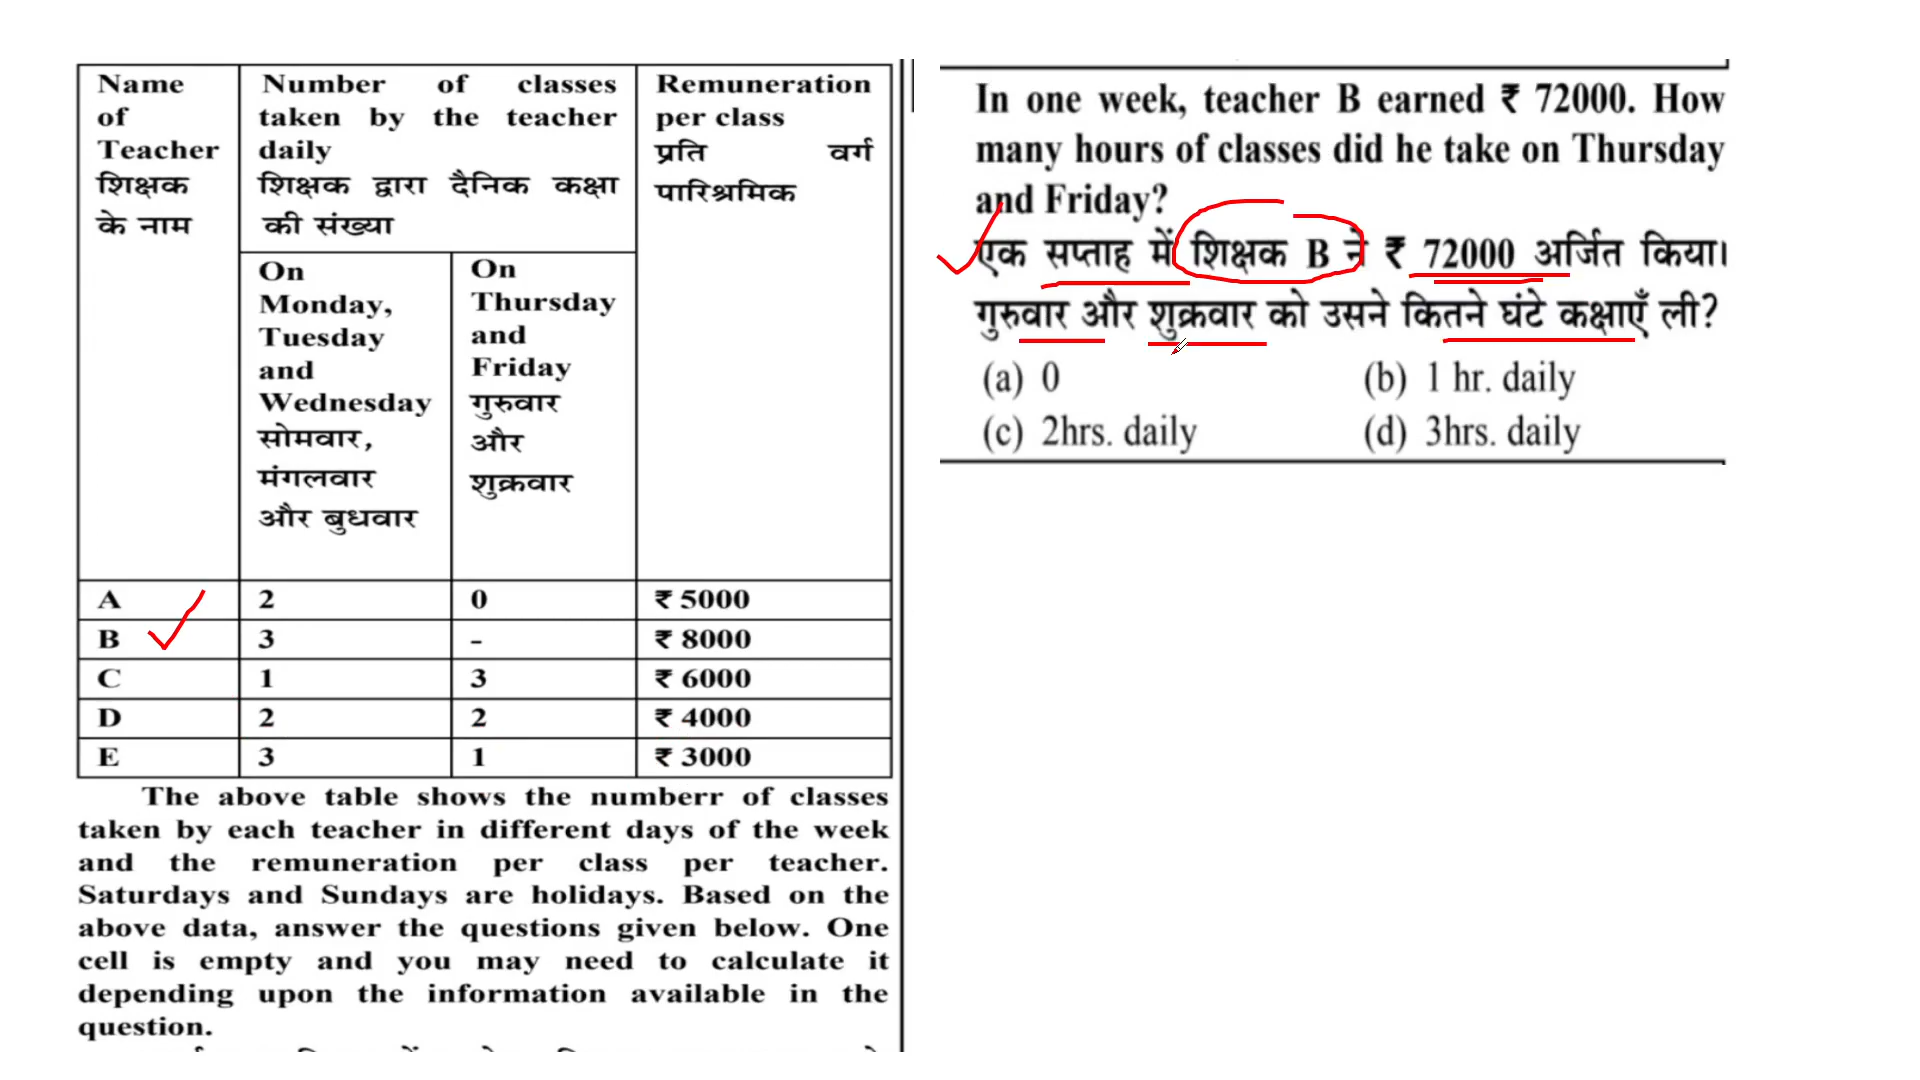 Name
of
Teacher
शिक्षक
के नाम
Number of classes
taken by the teacher
daily
शिक्षक द्वारा दैनिक कक्षा
की संख्या
Remuneration
per class
प्रति वर्ग
पारिश्रमिक
On
Monday,
Tuesday
and
Wednesday
सोमवार,
मंगलवार
और बुधवार
On
Thursday
and
Friday
गुरुवार
और
शुक्रवार
A 2 0 ₹ 5000
B 3 - ₹ 8000
C 1 3 ₹ 6000
D 2 2 ₹ 4000
E 3 1 ₹ 3000
The above table shows the numberr of classes
taken by each teacher in different days of the week
and the remuneration per class per teacher.
Saturdays and Sundays are holidays. Based on the
above data, answer the questions given below. One
cell is empty and you may need to calculate it
depending upon the information available in the
question.
In one week, teacher B earned ₹ 72000. How
many hours of classes did he take on Thursday
and Friday?
एक सप्ताह में शिक्षक B ने ₹ 72000 अर्जित किया।
गुरुवार और शुक्रवार को उसने कितने घंटे कक्षाएँ ली?
(a) 0 (b) 1 hr. daily
(c) 2hrs. daily (d) 3hrs. daily